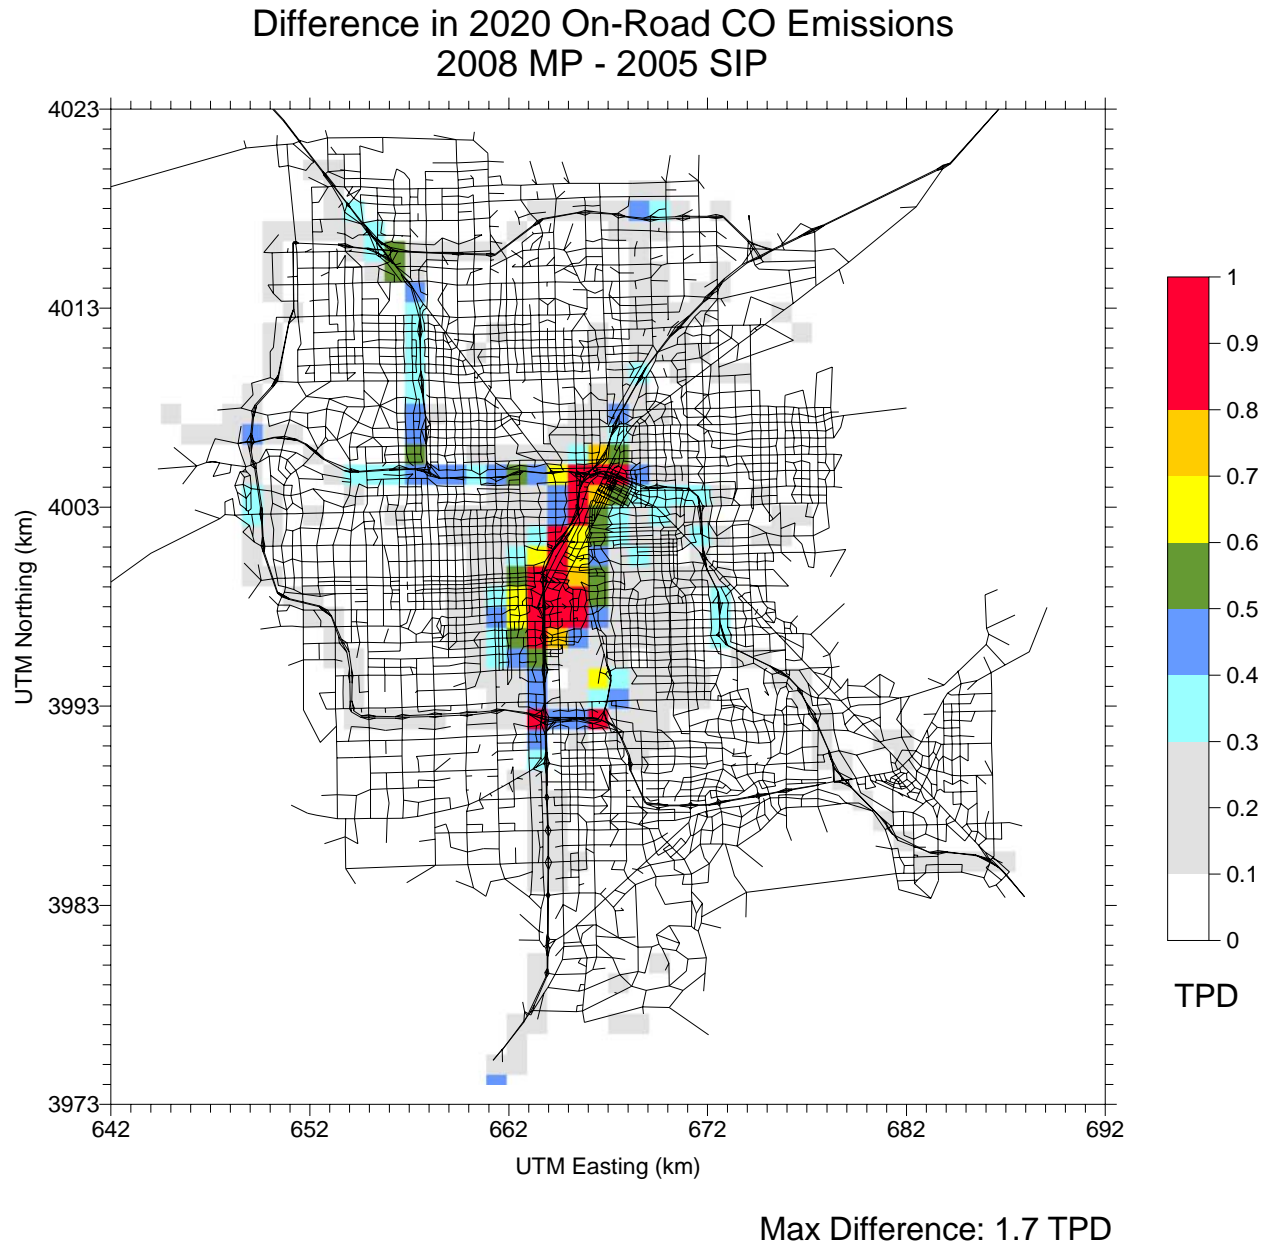 Difference in 2020 On-Road CO Emissions
2008 MP - 2005 SIP
4023
4013
4003
3993
3983
3973
UTM Northing (km)
642 652 662 672 682 692
UTM Easting (km)
1
0.9
0.8
0.7
0.6
0.5
0.4
0.3
0.2
0.1
0
TPD
Max Difference: 1.7 TPD